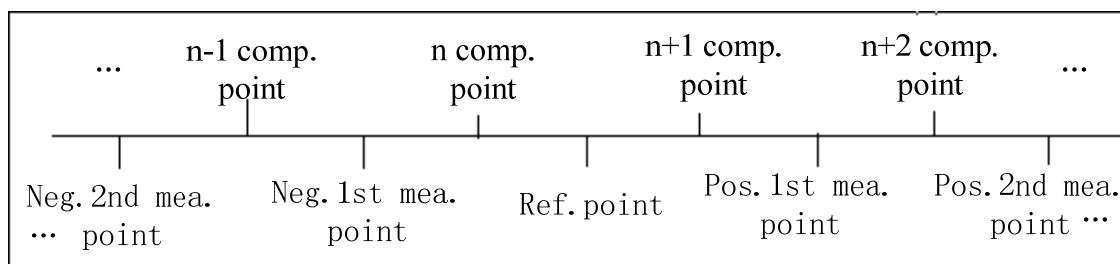 ... n-1 comp. n comp. n+1 comp. n+2 comp. ...
point point point point
Neg.2nd mea. Neg.1st mea. Ref.point Pos.1st mea. Pos.2nd mea.
... point point point point ...